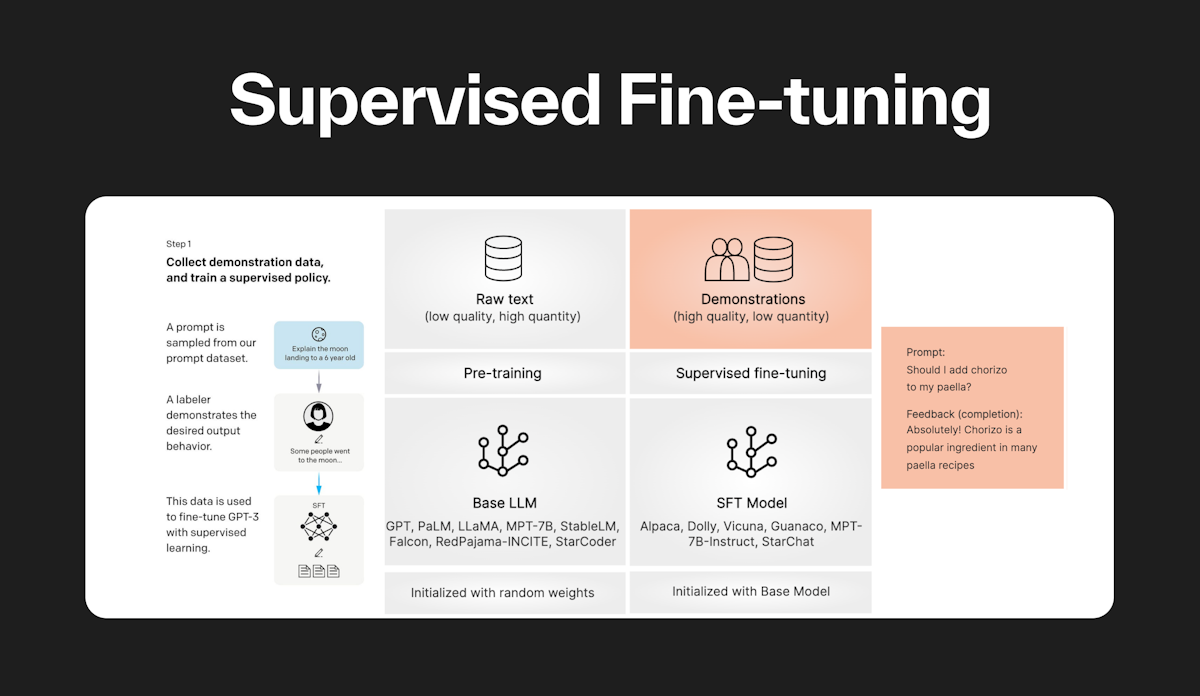 Supervised Fine-tuning
Step 1
Collect demonstration data,
and train a supervised policy.
A prompt is
sampled from our
prompt dataset.
Explain the moon
landing to a 6 year old
A labeler
demonstrates the
desired output
behavior.
Some people went
to the moon...
This data is used
to fine-tune GPT-3
with supervised
learning.
SFT
Raw text
(low quality, high quantity)
Pre-training
Base LLM
GPT, PaLM, LLaMA, MPT-7B, StableLM,
Falcon, RedPajama-INCITE, StarCoder
Initialized with random weights
Demonstrations
(high quality, low quantity)
Supervised fine-tuning
SFT Model
Alpaca, Dolly, Vicuna, Guanaco, MPT-
7B-Instruct, StarChat
Initialized with Base Model
Prompt:
Should I add chorizo
to my paella?
Feedback (completion):
Absolutely! Chorizo is a
popular ingredient in many
paella recipes